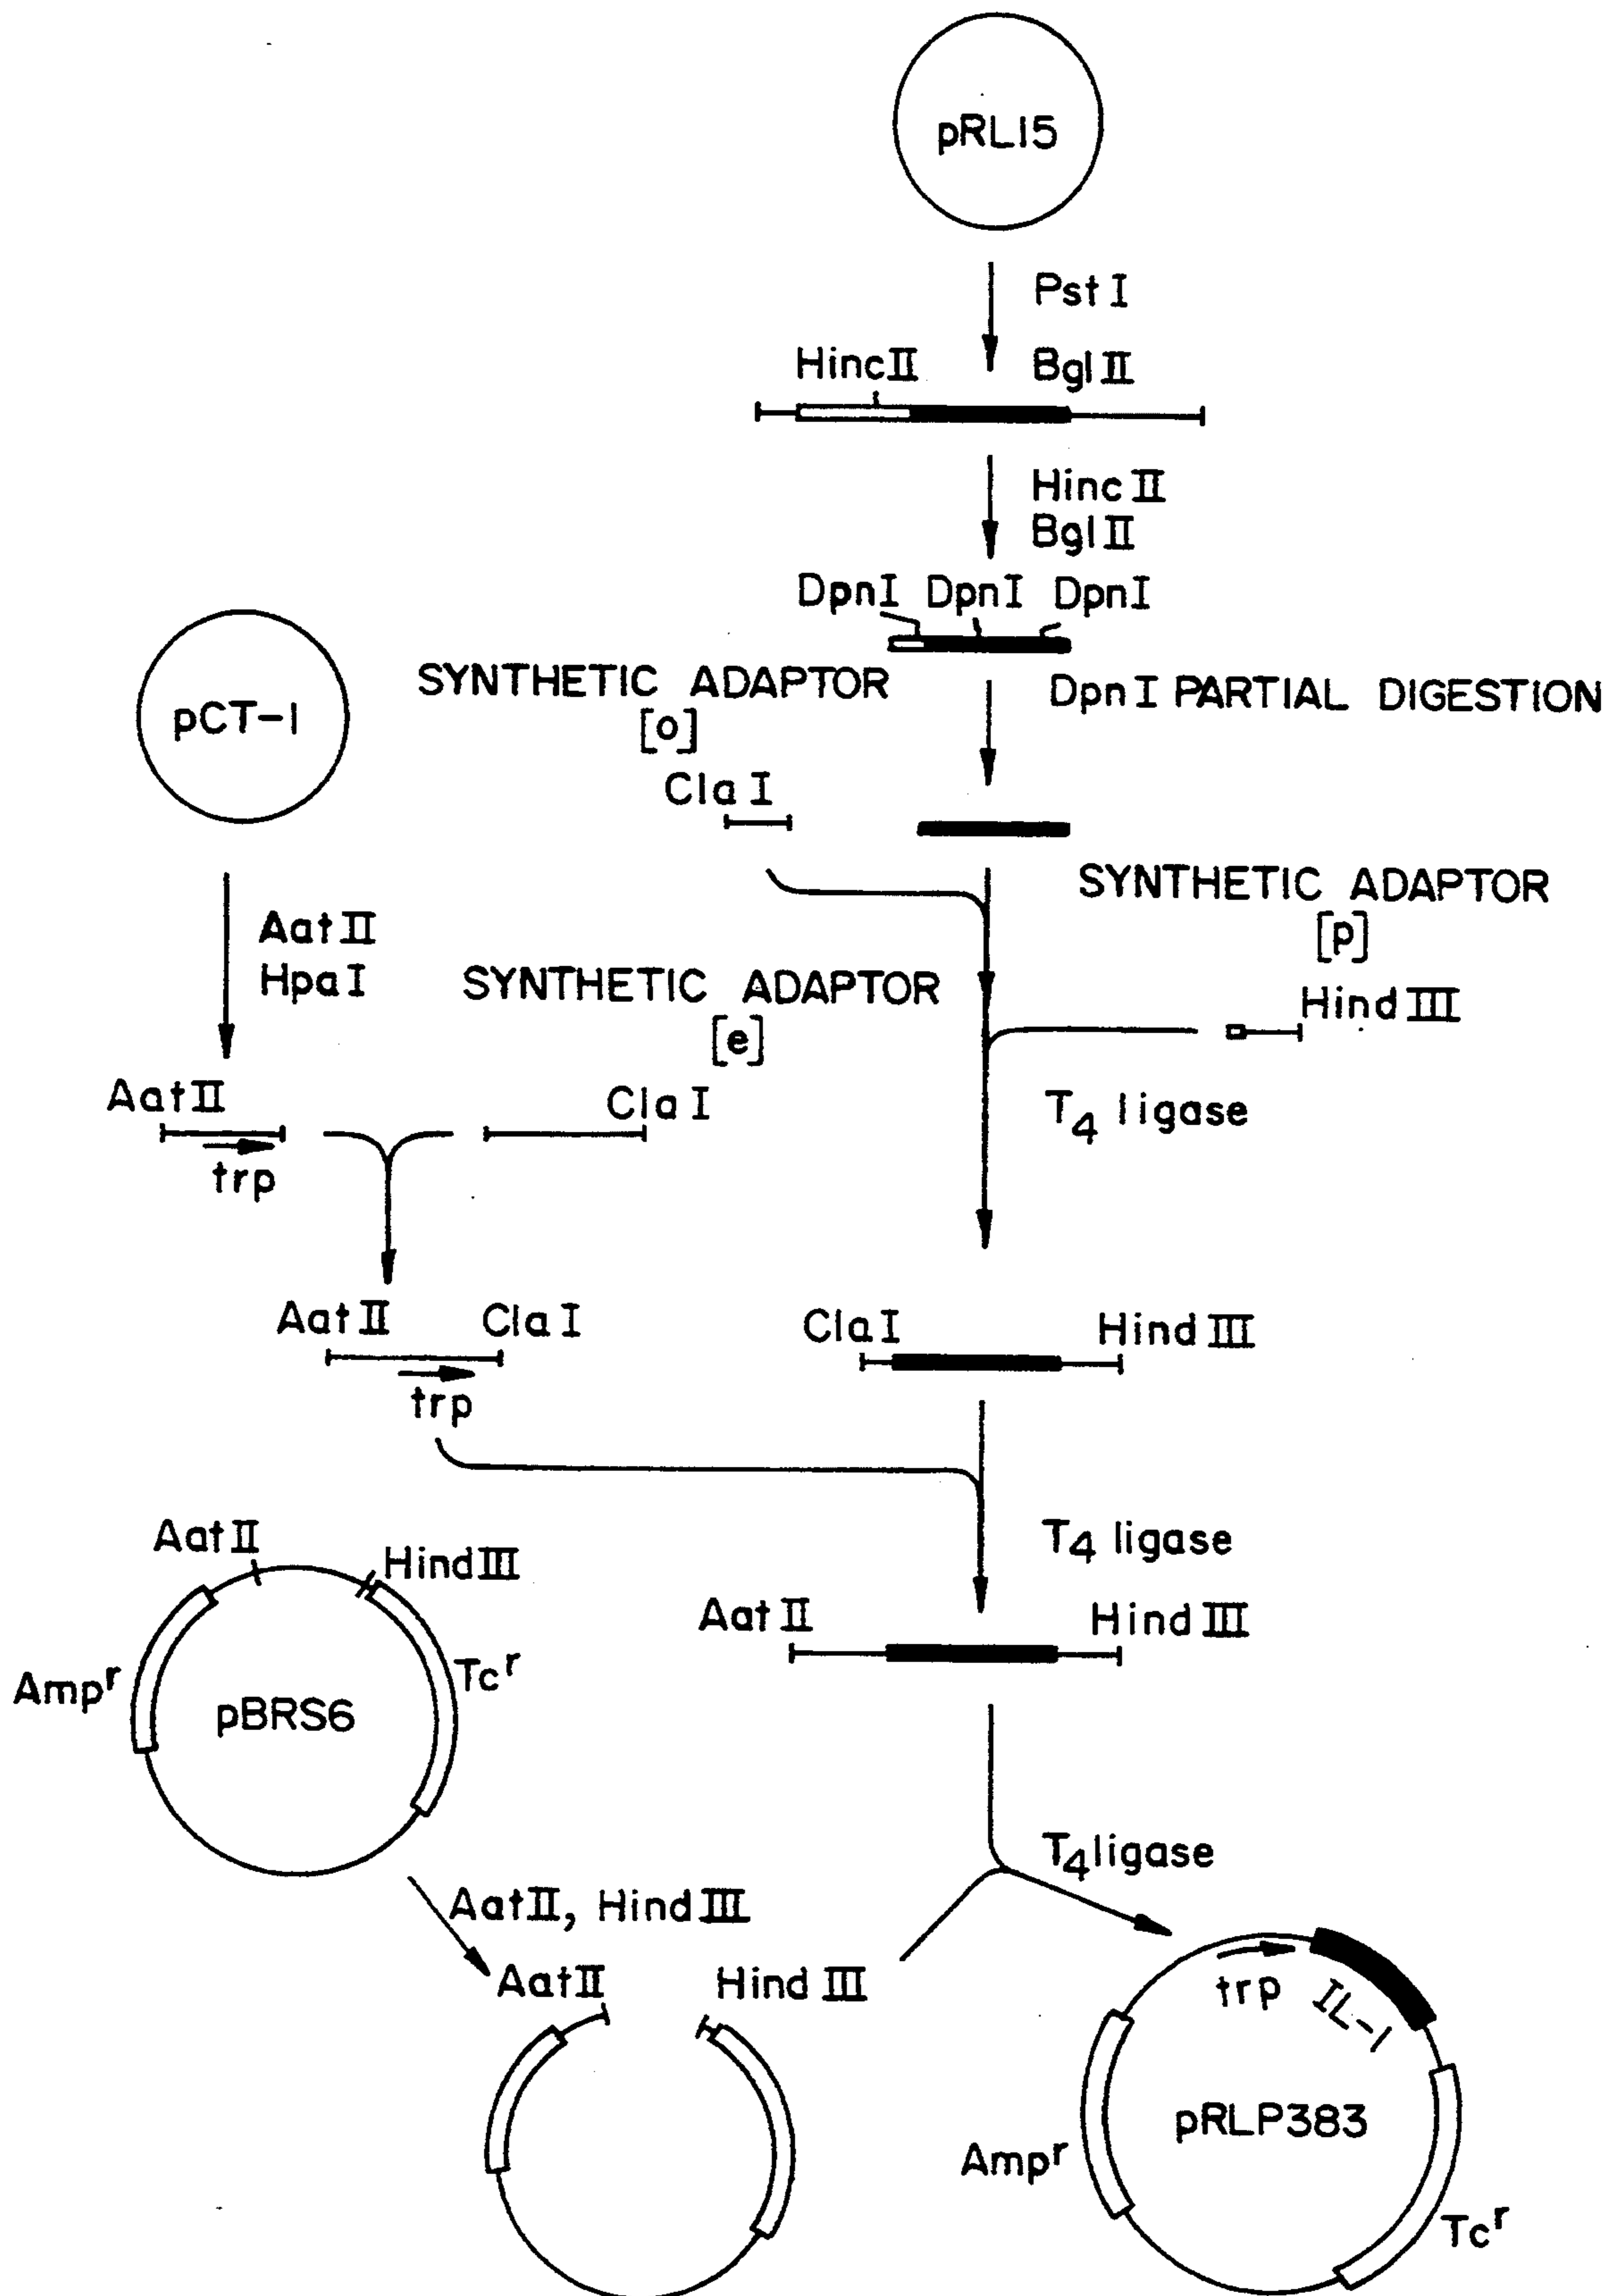 pRL15
Pst I
Hinc II
Bgl II
Hinc II
Bgl II
DpnI DpnI DpnI
pCT-1
SYNTHETIC ADAPTOR
[o]
DpnI PARTIAL DIGESTION
Cla I
SYNTHETIC ADAPTOR
[p]
Aat II
HpaI
SYNTHETIC ADAPTOR
[e]
Hind III
Aat II
Cla I
T4 ligase
trp
Aat II
Cla I
Cla I
Hind III
trp
Aat II
Hind III
T4 ligase
Aat II
Hind III
Ampr
Tcr
pBRS6
T4 ligase
AatII, Hind III
AatII
Hind III
trp
IL-1
pRLP383
Ampr
Tcr